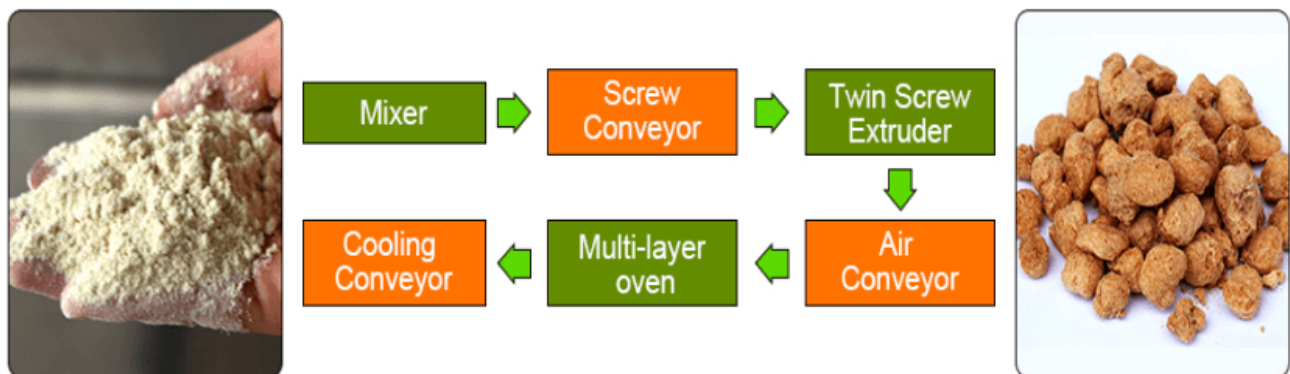 Mixer
Screw
Conveyor
Twin Screw
Extruder
Air
Conveyor
Multi-layer
oven
Cooling
Conveyor